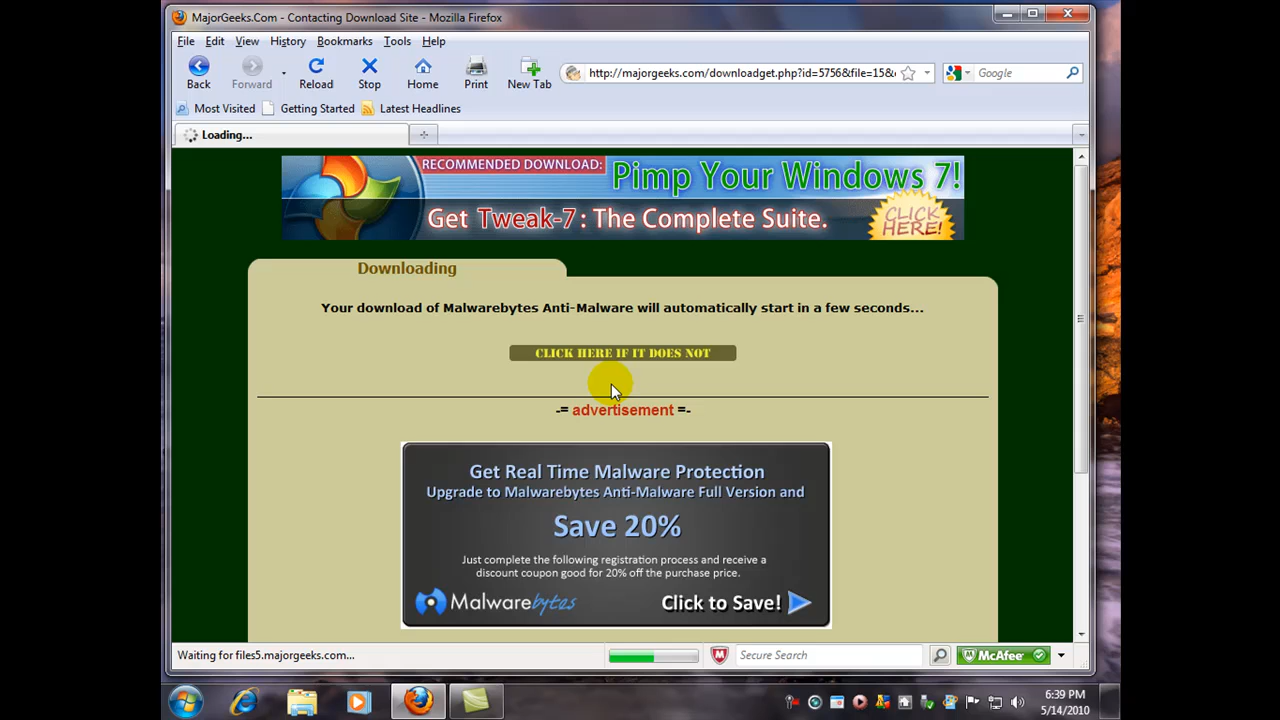 MajorGeeks.Com - Contacting Download Site - Mozilla Firefox
File Edit View History Bookmarks Tools Help
http://majorgeeks.com/downloadget.php?id=5756&file=15&
Google
Back Forward Reload Stop Home Print New Tab
Most Visited Getting Started Latest Headlines
Loading...
RECOMMENDED DOWNLOAD: Pimp Your Windows 7!
Get Tweak-7: The Complete Suite.
CLICK HERE!
Downloading
Your download of Malwarebytes Anti-Malware will automatically start in a few seconds...
CLICK HERE IF IT DOES NOT
-= advertisement =-
Get Real Time Malware Protection
Upgrade to Malwarebytes Anti-Malware Full Version and
Save 20%
Just complete the following registration process and receive a
discount coupon good for 20% off the purchase price.
Malwarebytes Click to Save!
Waiting for files5.majorgeeks.com...
Secure Search
McAfee
6:39 PM
5/14/2010